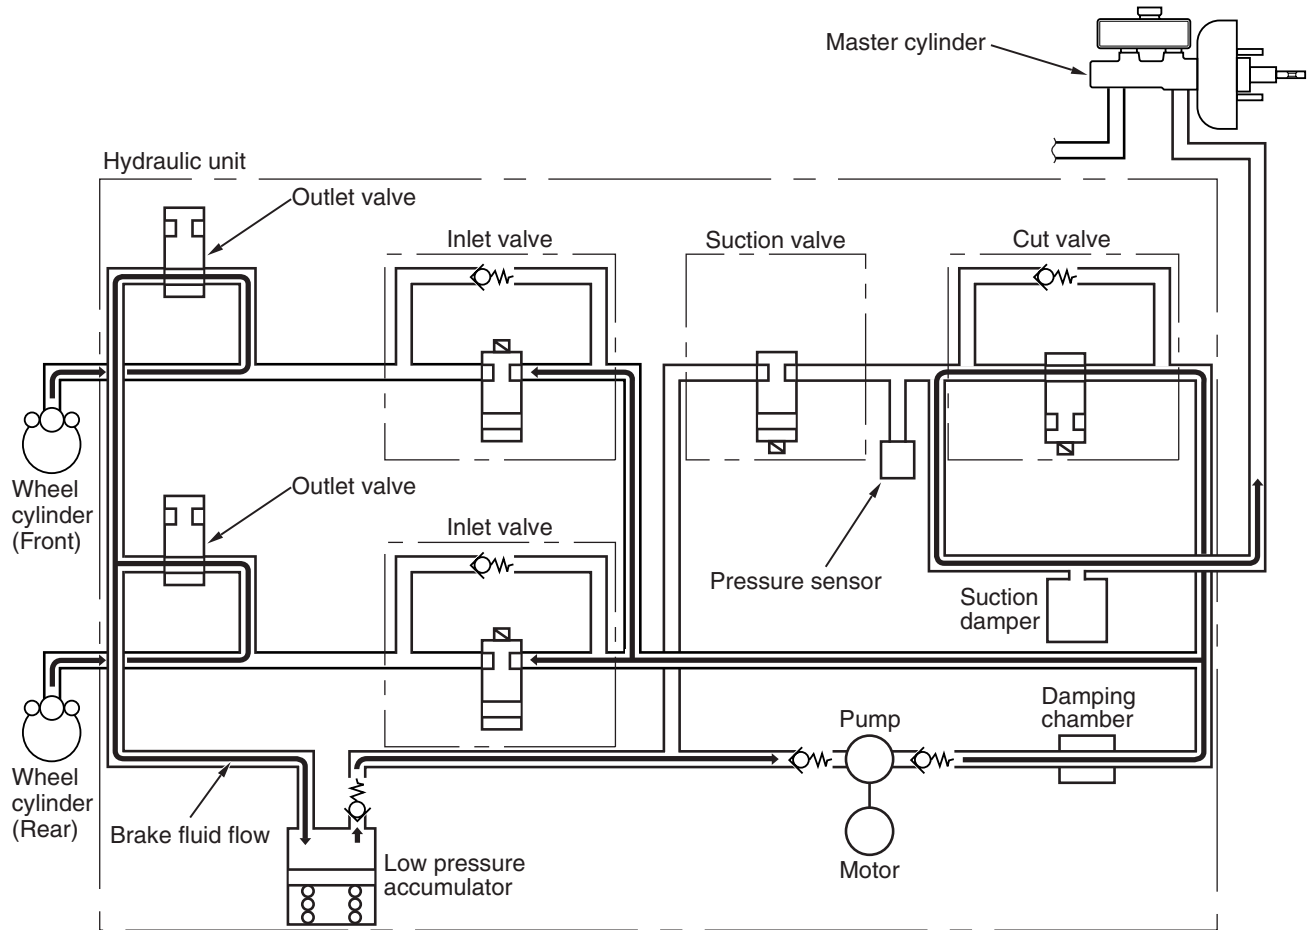 Master cylinder
Hydraulic unit
Outlet valve
Inlet valve
Suction valve
Cut valve
Wheel
cylinder
(Front)
Outlet valve
Inlet valve
Pressure sensor
Suction
damper
Damping
chamber
Pump
Wheel
cylinder
(Rear)
Brake fluid flow
Low pressure
accumulator
Motor